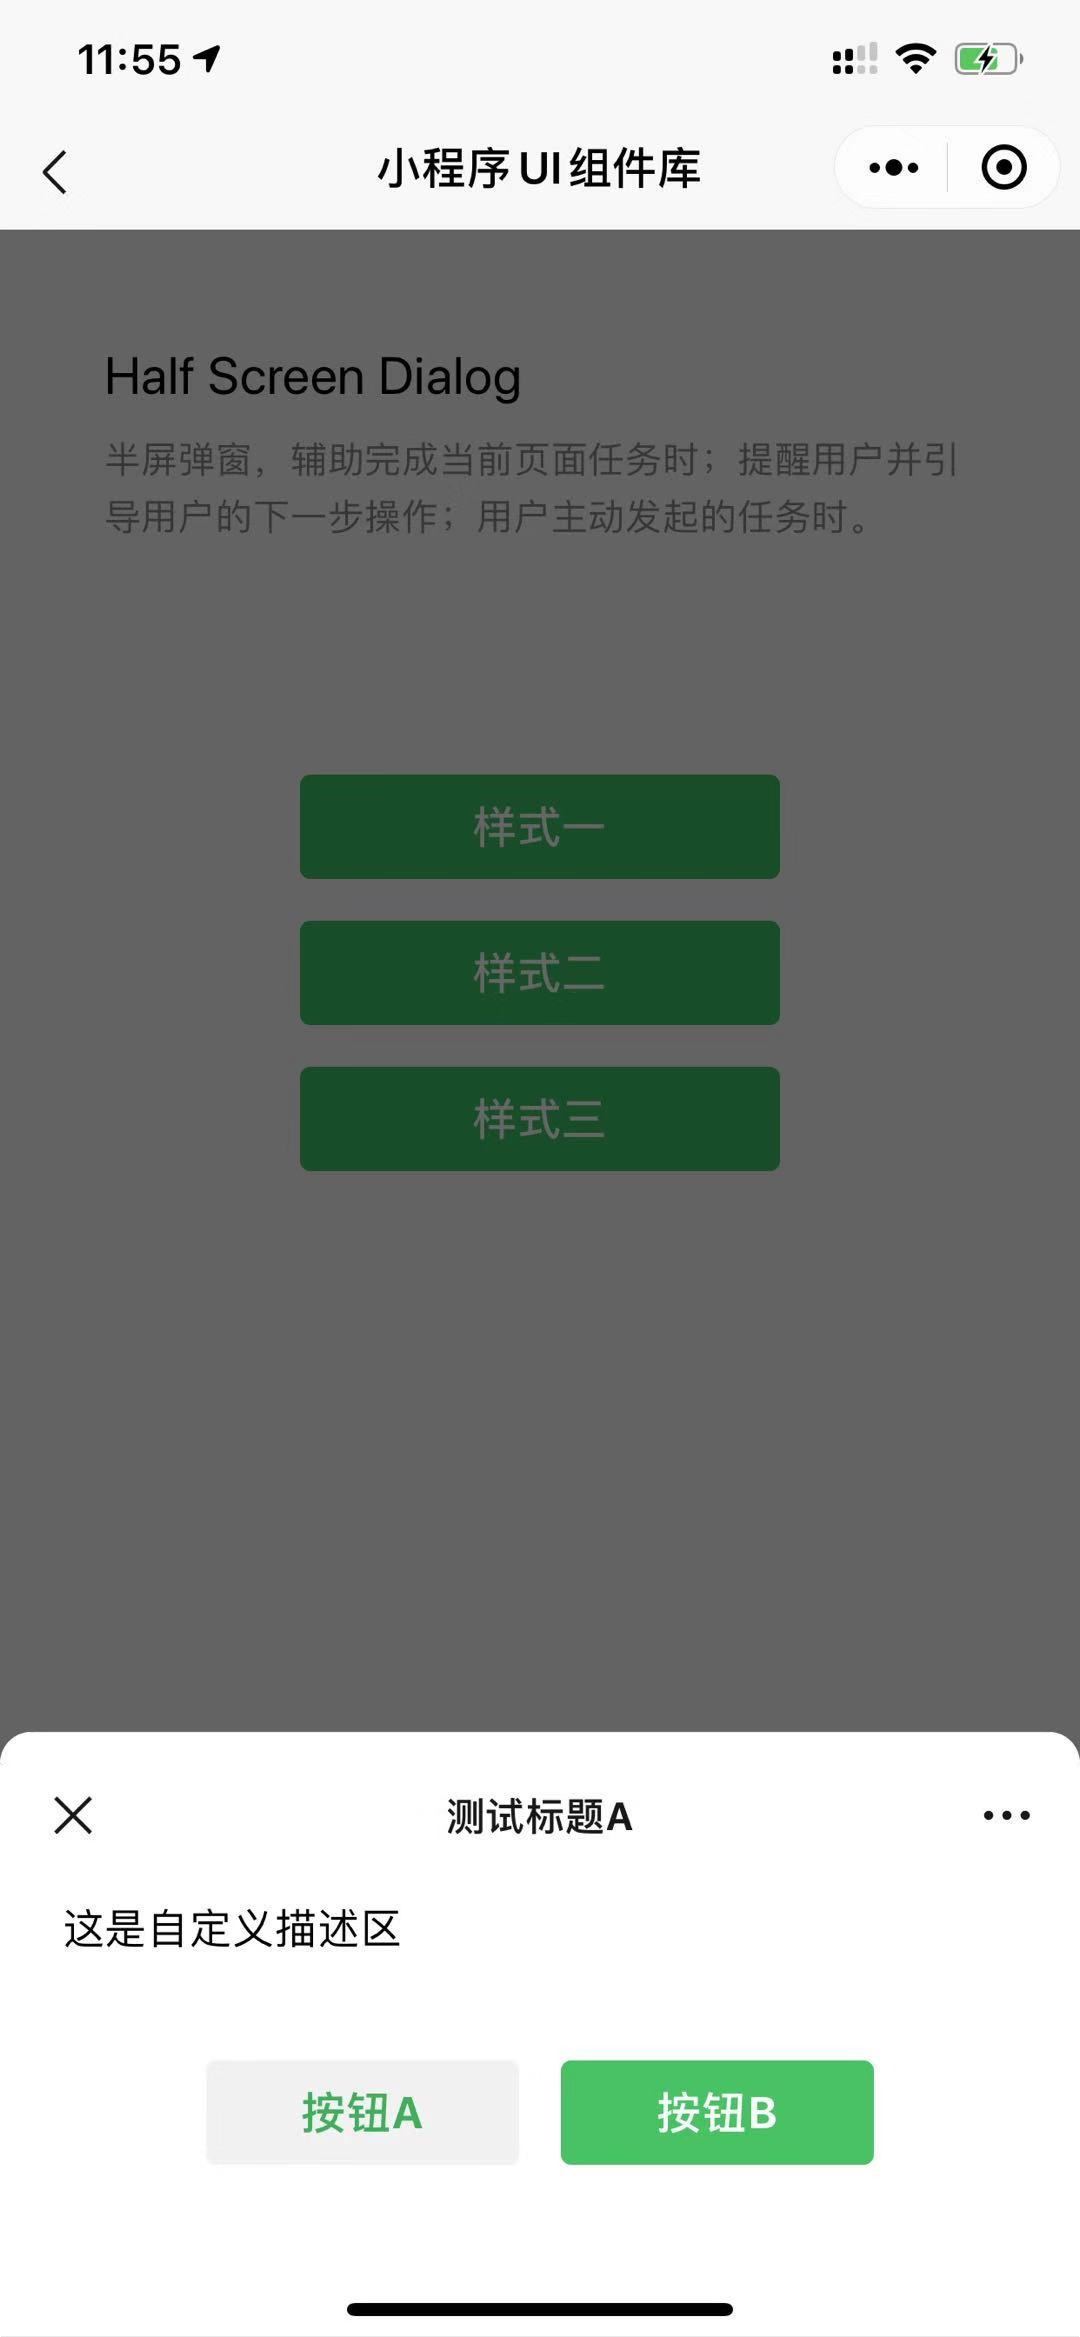 11:55
小程序UI组件库
Half Screen Dialog
半屏弹窗，辅助完成当前页面任务时；提醒用户并引
导用户的下一步操作；用户主动发起的任务时。
样式一
样式二
样式三
测试标题A
这是自定义描述区
按钮A
按钮B